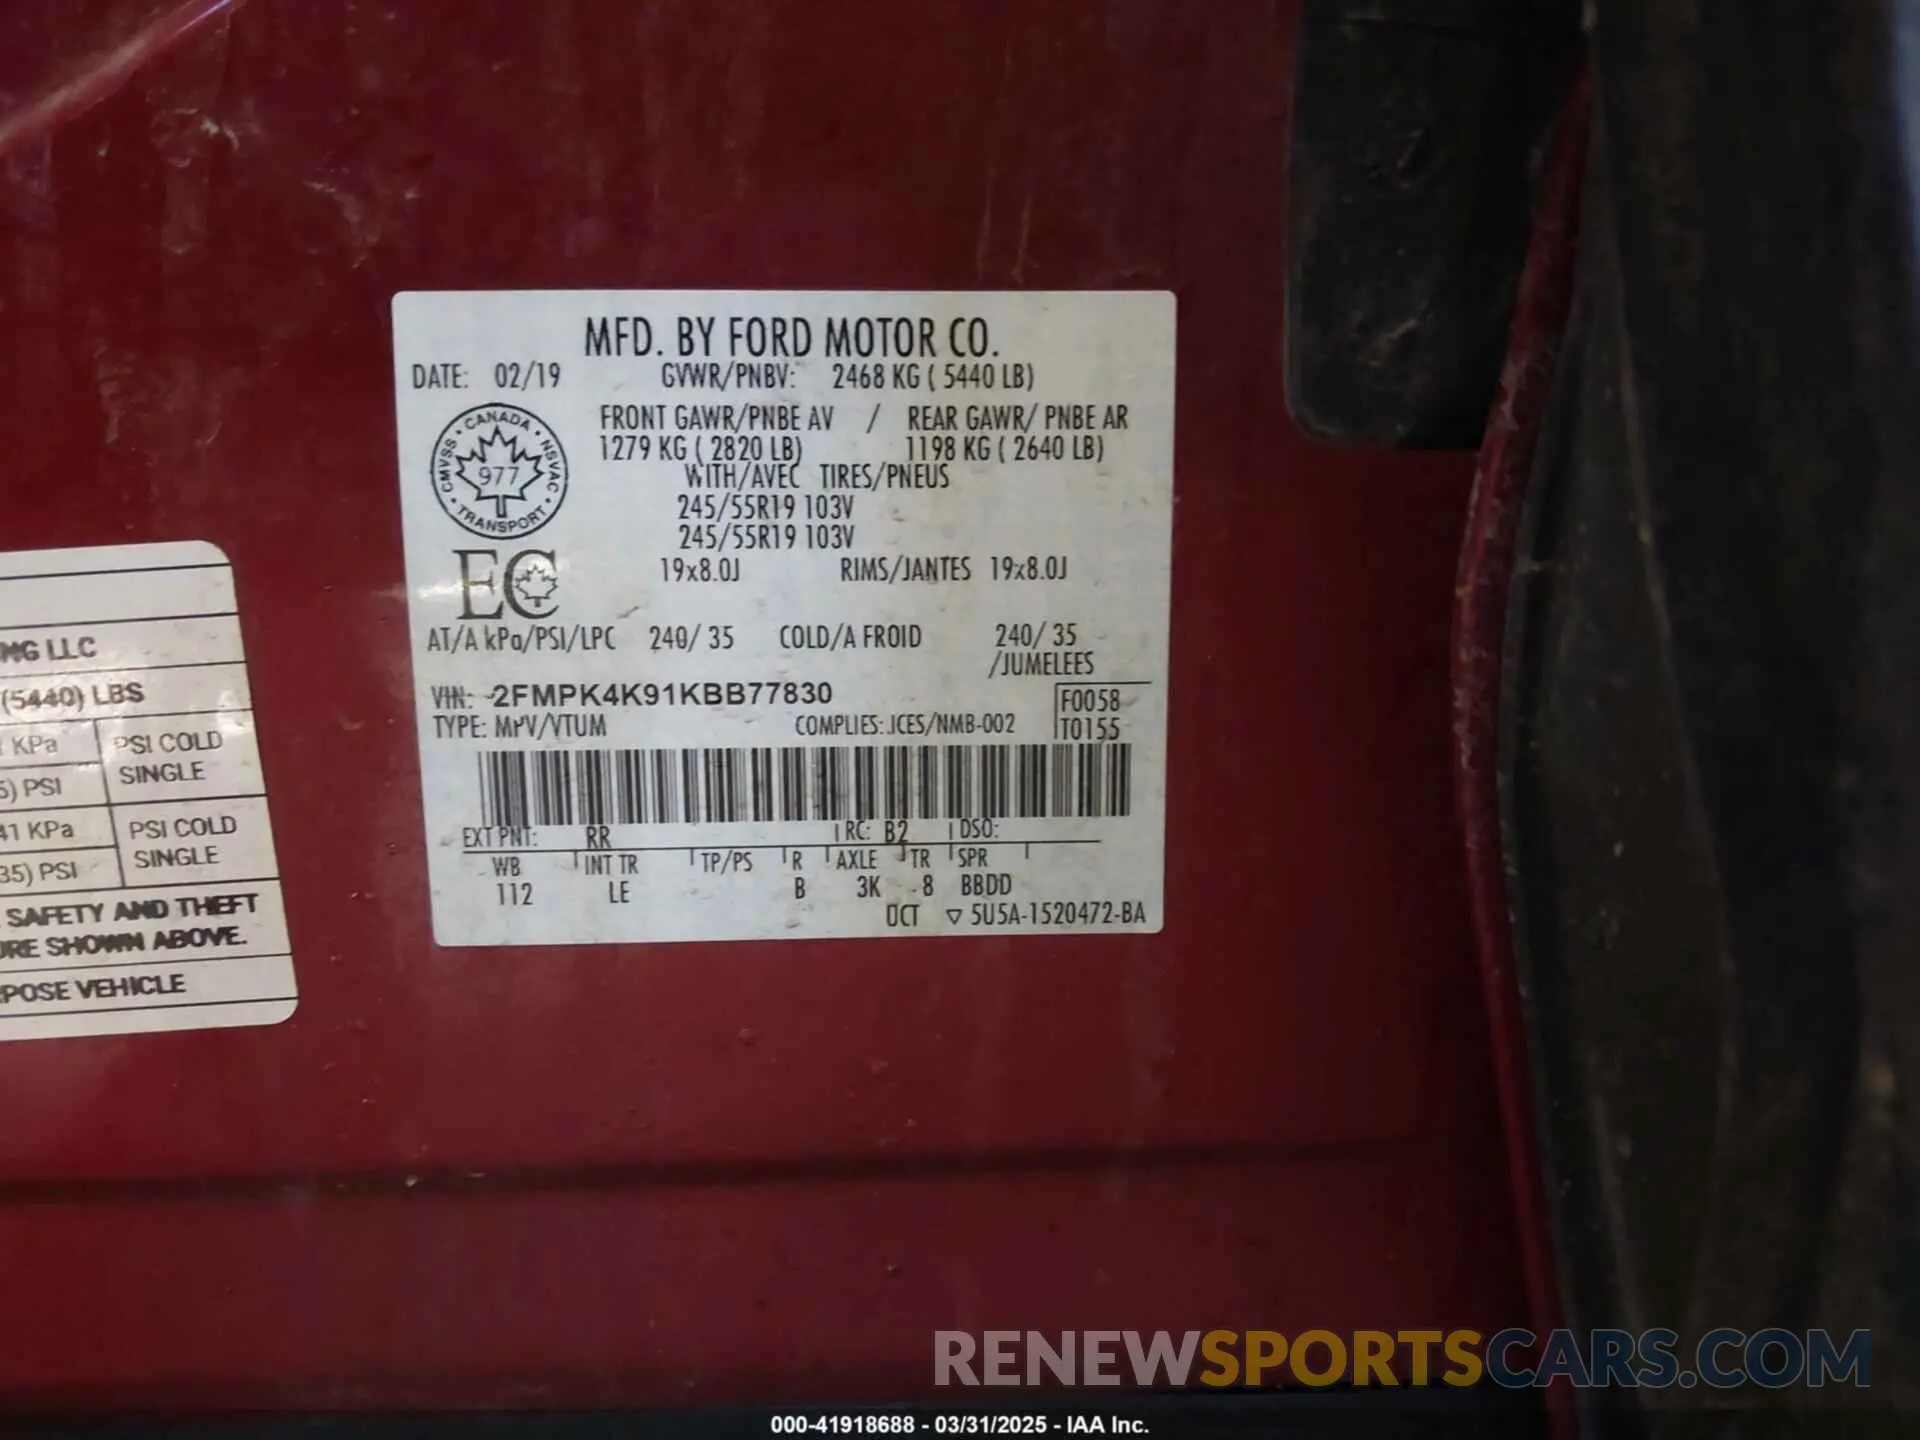 MFD. BY FORD MOTOR CO.
DATE: 02/19 GVWR/PNBV: 2468 KG ( 5440 LB)
FRONT GAWR/PNBE AV / REAR GAWR/ PNBE AR
1279 KG ( 2820 LB) 1198 KG ( 2640 LB)
WITH/AVEC TIRES/PNEUS
245/55R19 103V
245/55R19 103V
19x8.0J RIMS/JANTES 19x8.0J
CANADA
CMVSS 977 NSVAC
TRANSPORT
EC
AT/A kPa/PSI/LPC 240/ 35 COLD/A FROID 240/ 35
/JUMELEES
VIN: 2FMPK4K91KBB77830 F0058
TYPE: MPV/VTUM COMPLIES: JCES/NMB-002 T0155
EXT PNT: RR RC: B2 DSO:
WB INT TR TP/PS R AXLE TR SPR
112 LE B 3K 8 BBDD
UCT ▽ 5U5A-1520472-BA
LLC
(5440) LBS
KPa PSI COLD
PSI SINGLE
41 KPa PSI COLD
35) PSI SINGLE
SAFETY AND THEFT
SHOWN ABOVE.
POSE VEHICLE
RENEWSPORTSCARS.COM
000-41918688 - 03/31/2025 - IAA Inc.